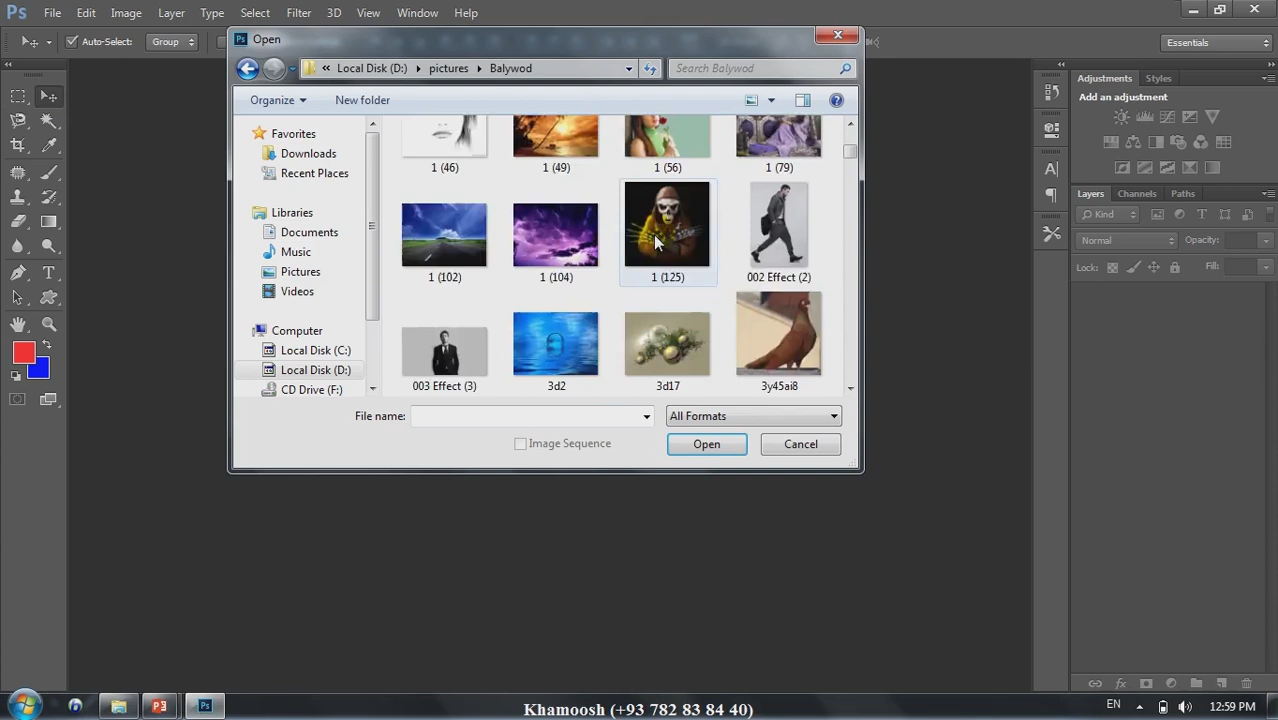 Ps File Edit Image Layer Type Select Filter 3D View Window Help
Auto-Select: Group
Essentials
Open
« Local Disk (D:) pictures Balywod
Search Balywod
Organize New folder
Favorites
Downloads
Recent Places
Libraries
Documents
Music
Pictures
Videos
Computer
Local Disk (C:)
Local Disk (D:)
CD Drive (F:)
1 (46) 1 (49) 1 (56) 1 (79)
1 (102) 1 (104) 1 (125) 002 Effect (2)
003 Effect (3) 3d2 3d17 3y45ai8
File name:
All Formats
Image Sequence
Open Cancel
Adjustments Styles
Add an adjustment
Layers Channels Paths
Kind
Normal Opacity:
Lock: Fill:
Khamoosh (+93 782 83 84 40)
EN 12:59 PM